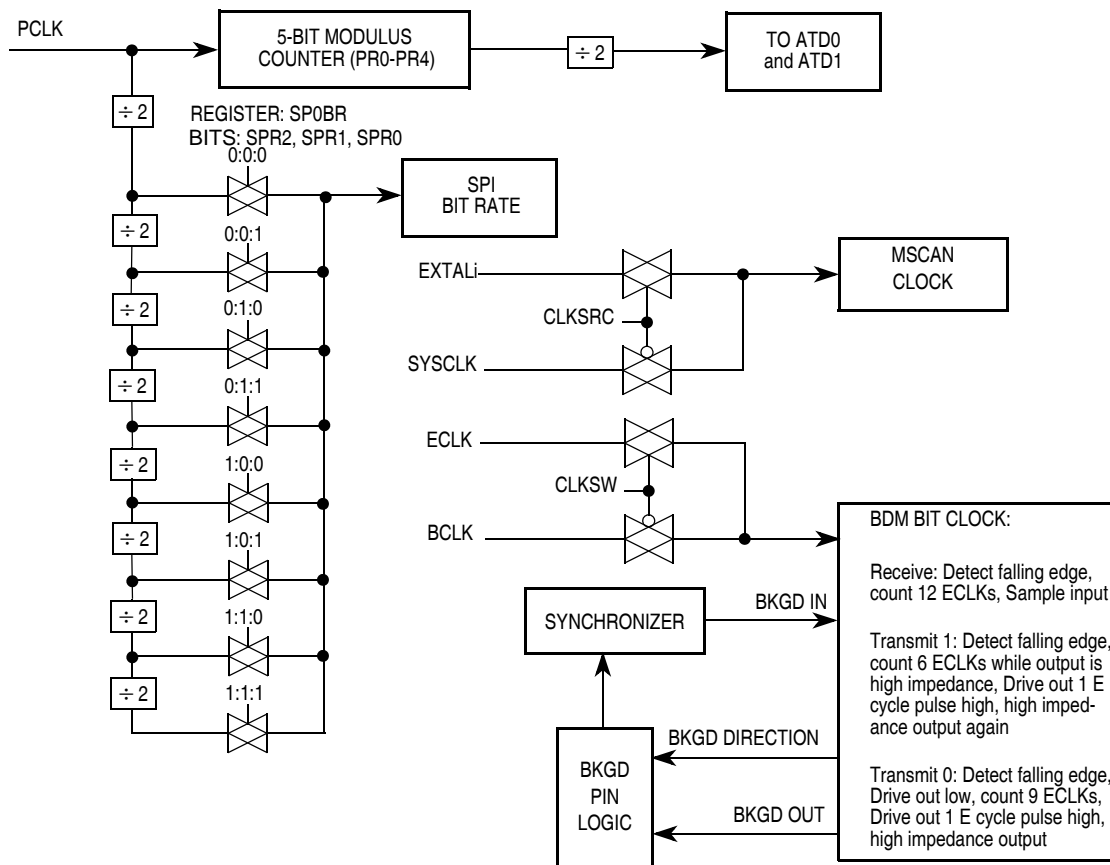 PCLK
5-BIT MODULUS
COUNTER (PR0-PR4)
÷ 2
TO ATD0
and ATD1
÷ 2
REGISTER: SP0BR
BITS: SPR2, SPR1, SPR0
0:0:0
SPI
BIT RATE
÷ 2
0:0:1
÷ 2
0:1:0
÷ 2
0:1:1
÷ 2
1:0:0
÷ 2
1:0:1
÷ 2
1:1:0
÷ 2
1:1:1
EXTALi
MSCAN
CLOCK
CLKSRC
SYSCLK
ECLK
CLKSW
BCLK
BDM BIT CLOCK:
Receive: Detect falling edge,
count 12 ECLKs, Sample input
Transmit 1: Detect falling edge,
count 6 ECLKs while output is
high impedance, Drive out 1 E
cycle pulse high, high imped-
ance output again
Transmit 0: Detect falling edge,
Drive out low, count 9 ECLKs,
Drive out 1 E cycle pulse high,
high impedance output
SYNCHRONIZER
BKGD IN
BKGD DIRECTION
BKGD OUT
BKGD
PIN
LOGIC